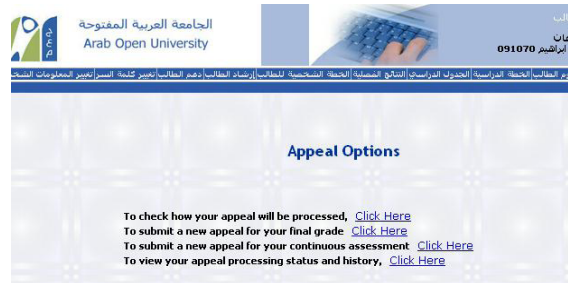 الجامعة العربية المفتوحة
Arab Open University
ابراهيم 091070
الخطة الدراسية|الجدول الدراسي|النتائج الفصلية|الخطة الشخصية للطالب|إرشاد الطالب|دعم الطالب|تغيير كلمة السر|تغيير المعلومات
Appeal Options
To check how your appeal will be processed, Click Here
To submit a new appeal for your final grade Click Here
To submit a new appeal for your continuous assessment Click Here
To view your appeal processing status and history, Click Here